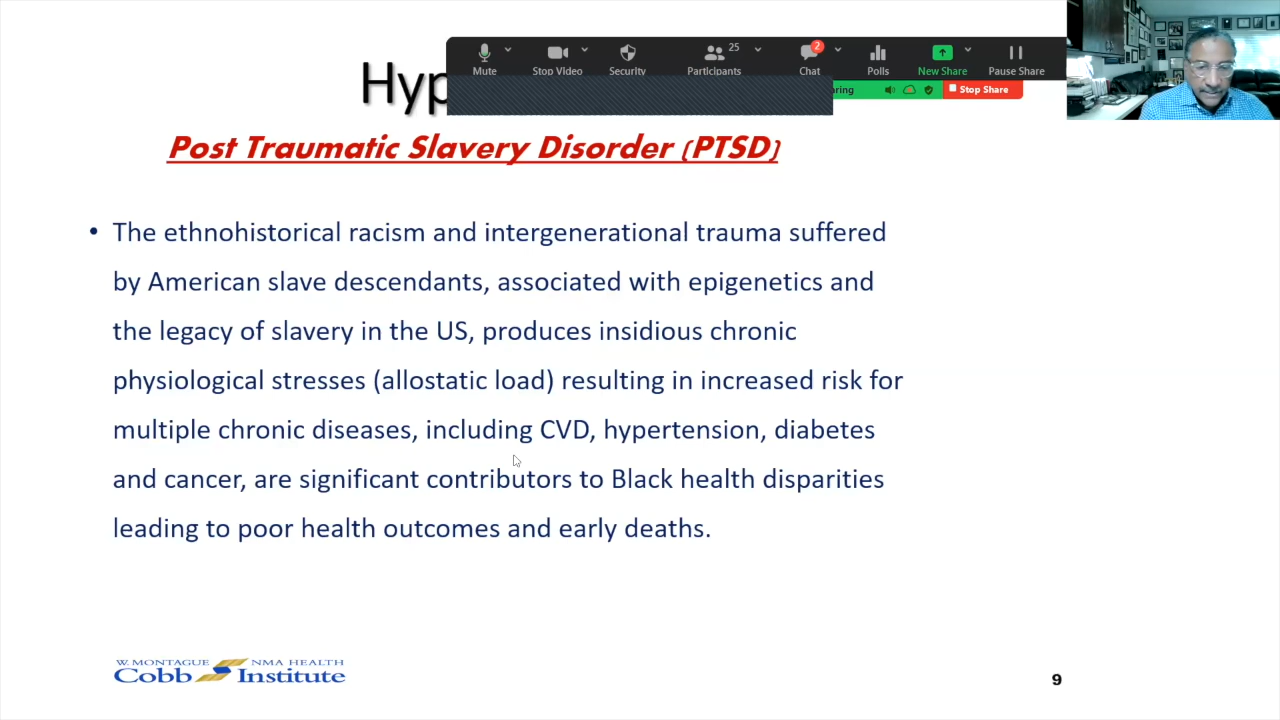 25
2
Mute
Stop Video
Security
Participants
Chat
Polls
New Share
Pause Share
Stop Share
Post Traumatic Slavery Disorder (PTSD)
• The ethnohistorical racism and intergenerational trauma suffered
by American slave descendants, associated with epigenetics and
the legacy of slavery in the US, produces insidious chronic
physiological stresses (allostatic load) resulting in increased risk for
multiple chronic diseases, including CVD, hypertension, diabetes
and cancer, are significant contributors to Black health disparities
leading to poor health outcomes and early deaths.
W. MONTAGUE NMA HEALTH
Cobb Institute
9